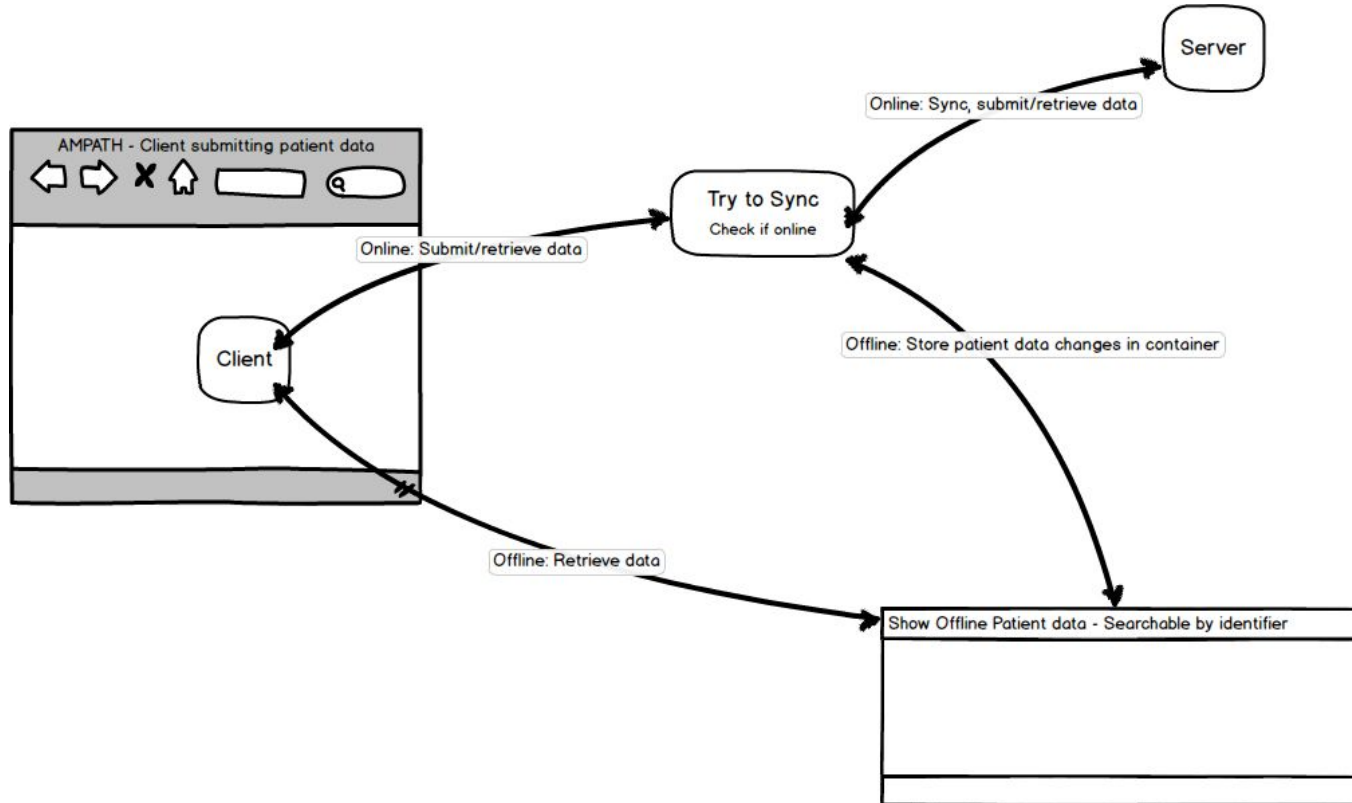 Server
Online: Sync, submit/retrieve data
AMPATH - Client submitting patient data
Try to Sync
Check if online
Online: Submit/retrieve data
Client
Offline: Store patient data changes in container
Offline: Retrieve data
Show Offline Patient data - Searchable by identifier